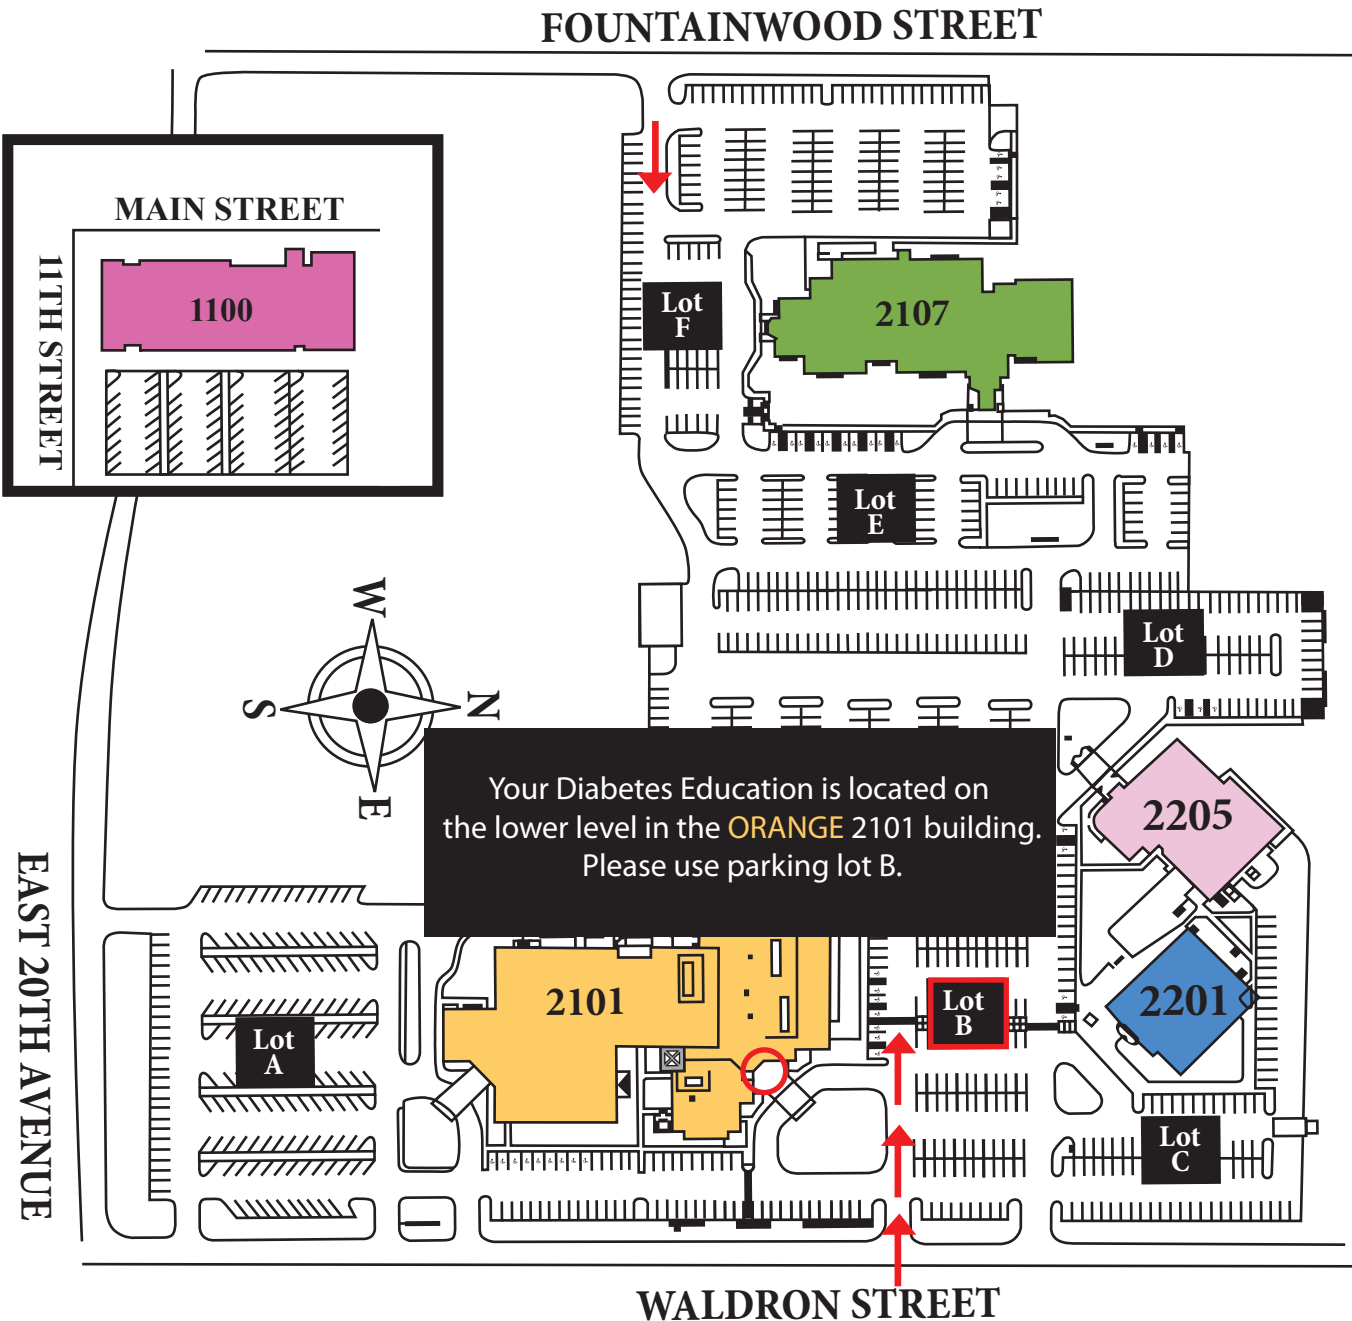 FOUNTAINWOOD STREET
MAIN STREET
11TH STREET
1100
Lot
F
2107
Lot
E
Lot
D
W
S
N
E
Your Diabetes Education is located on
the lower level in the ORANGE 2101 building.
Please use parking lot B.
2205
EAST 20TH AVENUE
2101
Lot
A
Lot
B
2201
Lot
C
WALDRON STREET